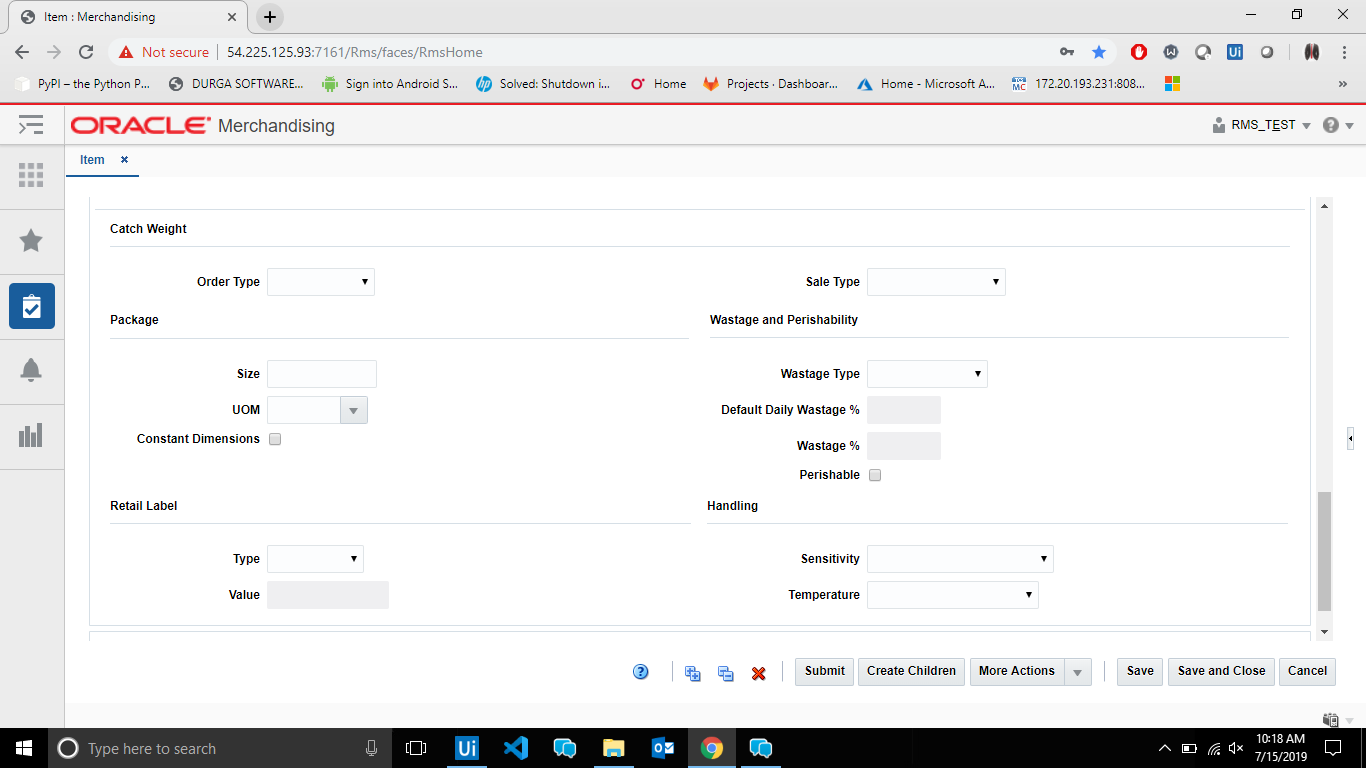 Item : Merchandising
Not secure 54.225.125.93:7161/Rms/faces/RmsHome
PyPI – the Python P... DURGA SOFTWARE... Sign into Android S... Solved: Shutdown i... Home Projects · Dashboar... Home - Microsoft A... 172.20.193.231:808...
ORACLE Merchandising RMS_TEST
Item
Catch Weight
Order Type Sale Type
Package Wastage and Perishability
Size Wastage Type
UOM Default Daily Wastage %
Constant Dimensions Wastage %
Perishable
Retail Label Handling
Type Sensitivity
Value Temperature
Submit Create Children More Actions Save Save and Close Cancel
Type here to search Ui 10:18 AM
7/15/2019